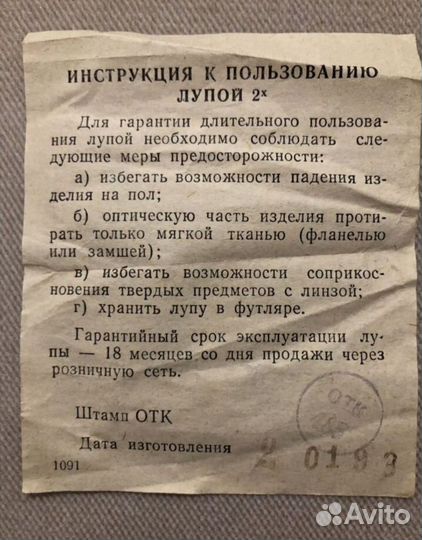 ИНСТРУКЦИЯ К ПОЛЬЗОВАНИЮ
ЛУПОЙ 2ˣ
Для гарантии длительного пользова-
ния лупой необходимо соблюдать сле-
дующие меры предосторожности:
а) избегать возможности падения из-
делия на пол;
б) оптическую часть изделия проти-
рать только мягкой тканью (фланелью
или замшей);
в) избегать возможности соприкос-
новения твердых предметов с линзой;
г) хранить лупу в футляре.
Гарантийный срок эксплуатации лу-
пы — 18 месяцев со дня продажи через
розничную сеть.
Штамп ОТК
ОТК
Дата изготовления
2 0193
1091
Avito